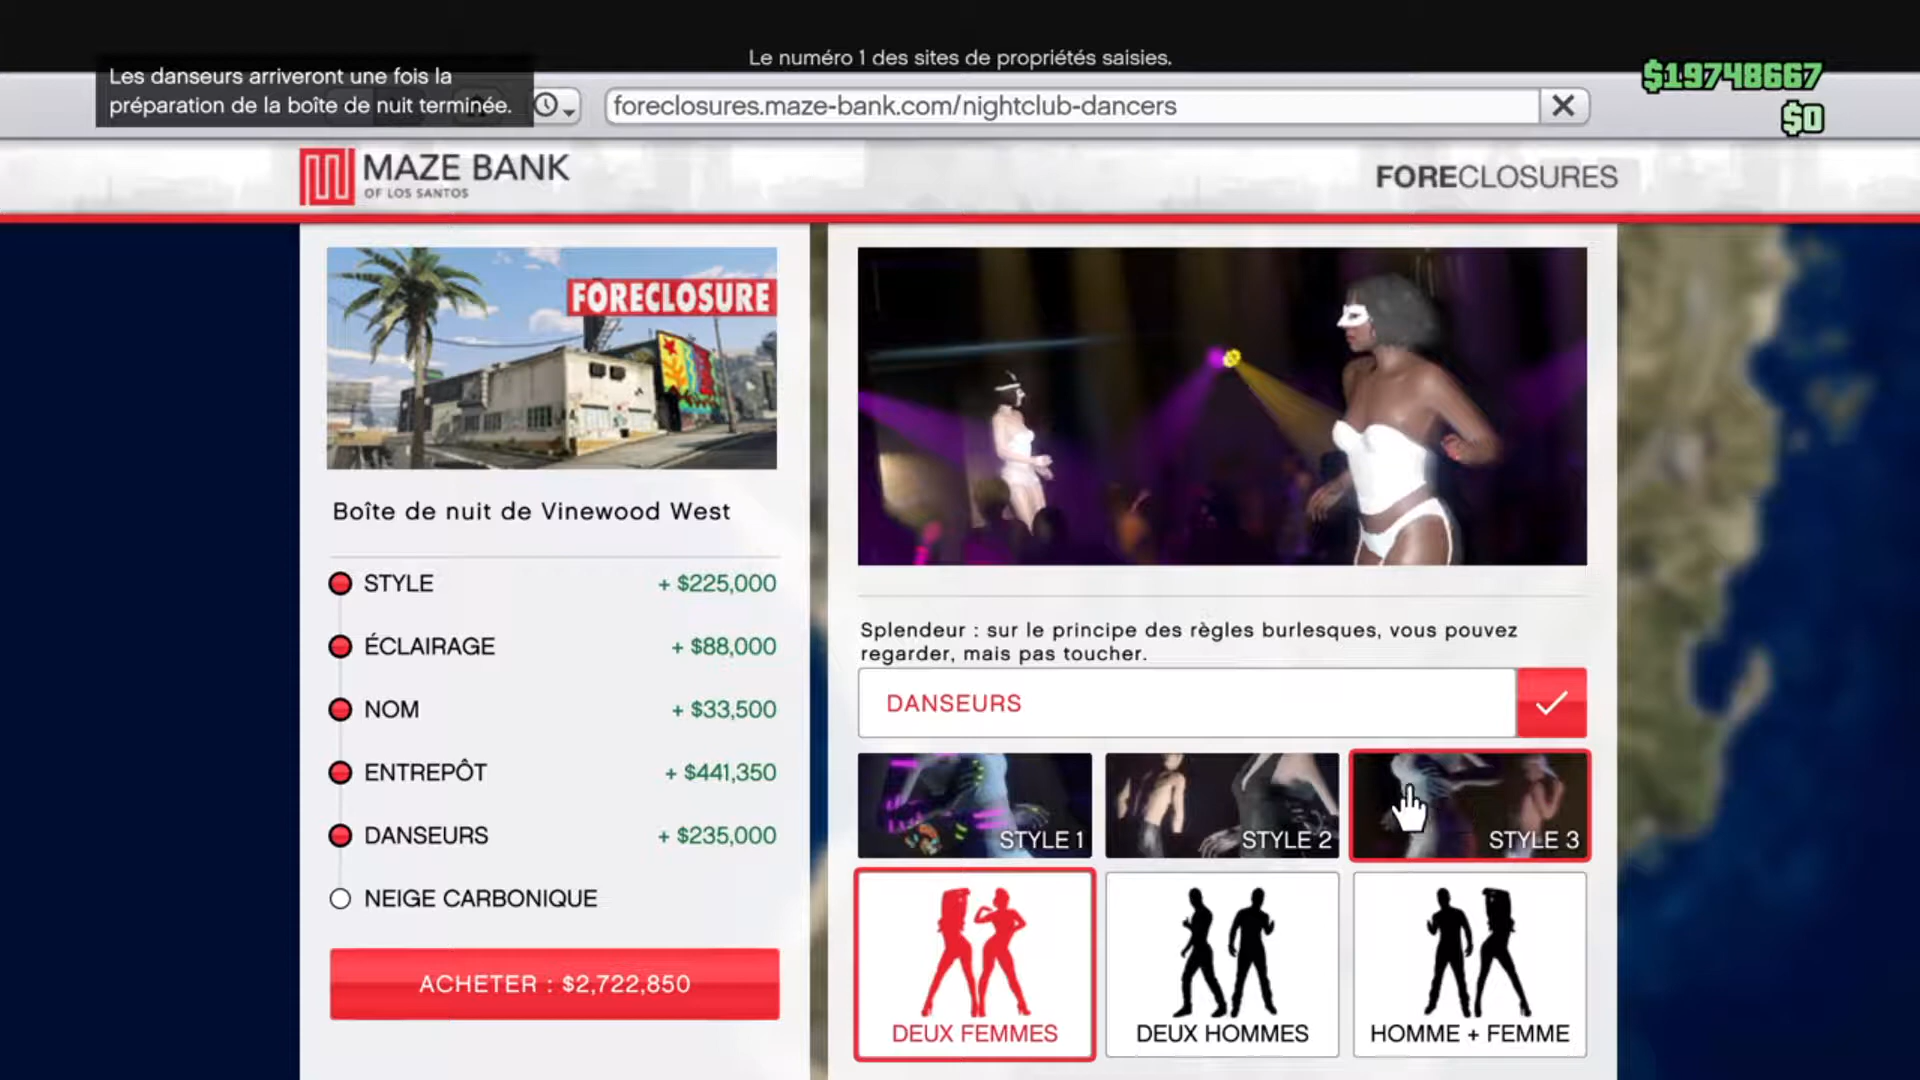 Le numéro 1 des sites de propriétés saisies.
Les danseurs arriveront une fois la
préparation de la boîte de nuit terminée.
foreclosures.maze-bank.com/nightclub-dancers
$19748667
$0
MAZE BANK
OF LOS SANTOS
FORECLOSURES
FORECLOSURE
Boîte de nuit de Vinewood West
STYLE + $225,000
ÉCLAIRAGE + $88,000
NOM + $33,500
ENTREPÔT + $441,350
DANSEURS + $235,000
NEIGE CARBONIQUE
ACHETER : $2,722,850
Splendeur : sur le principe des règles burlesques, vous pouvez
regarder, mais pas toucher.
DANSEURS
STYLE 1
STYLE 2
STYLE 3
DEUX FEMMES
DEUX HOMMES
HOMME + FEMME